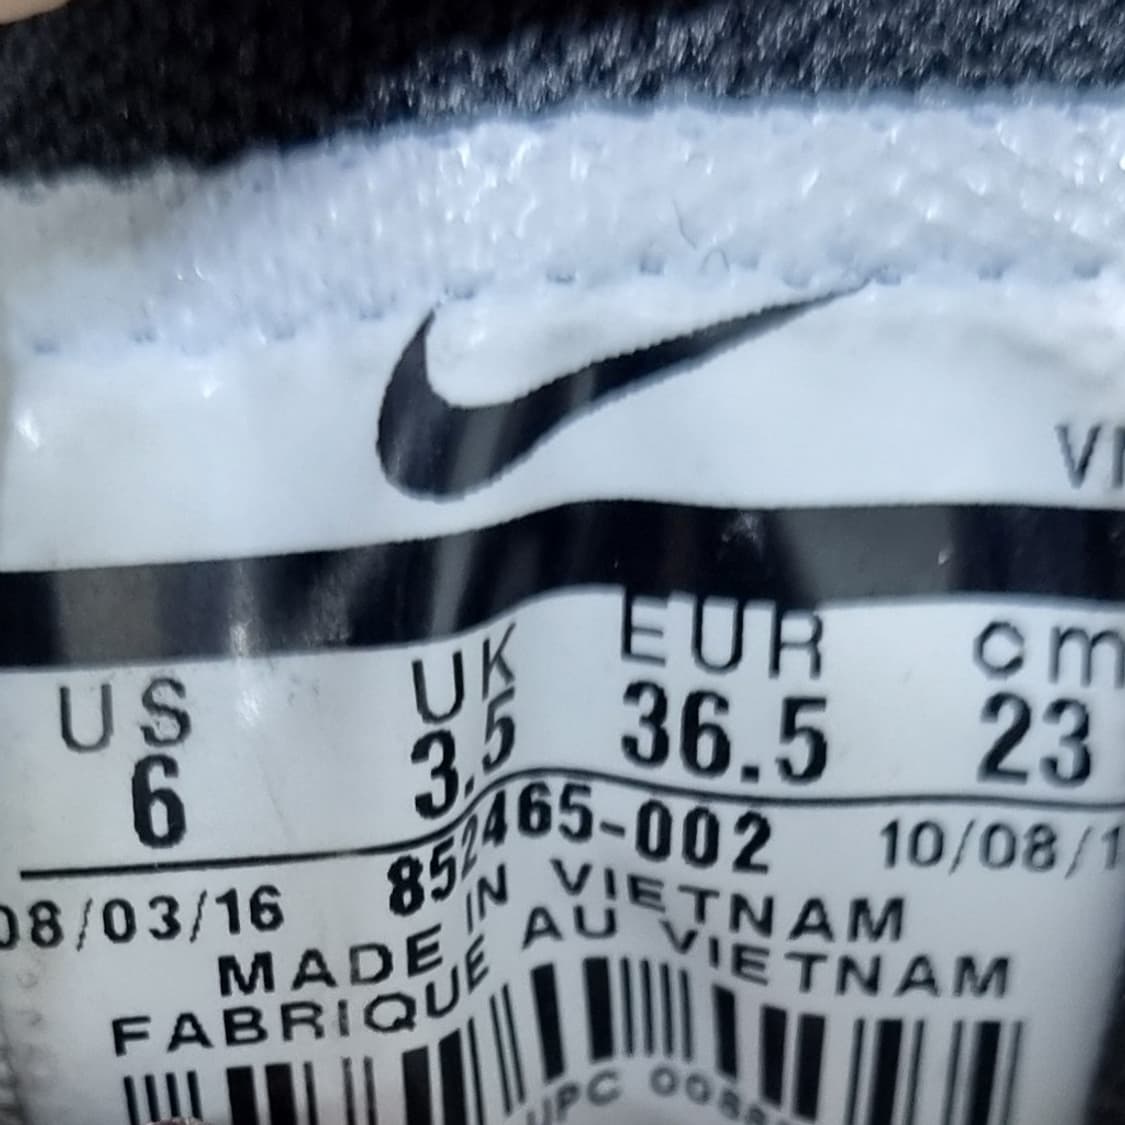 US UK EUR cm
6 3.5 36.5 23
08/03/16 852465-002 10/08/1
MADE IN VIETNAM
FABRIQUE AU VIETNAM
UPC